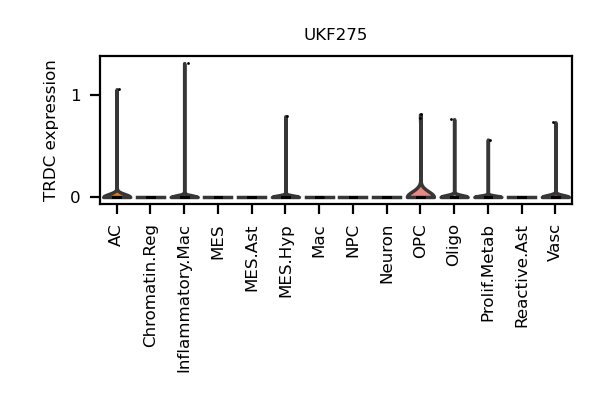 UKF275
TRDC expression
1
0
AC
Chromatin.Reg
Inflammatory.Mac
MES
MES.Ast
MES.Hyp
Mac
NPC
Neuron
OPC
Oligo
Prolif.Metab
Reactive.Ast
Vasc